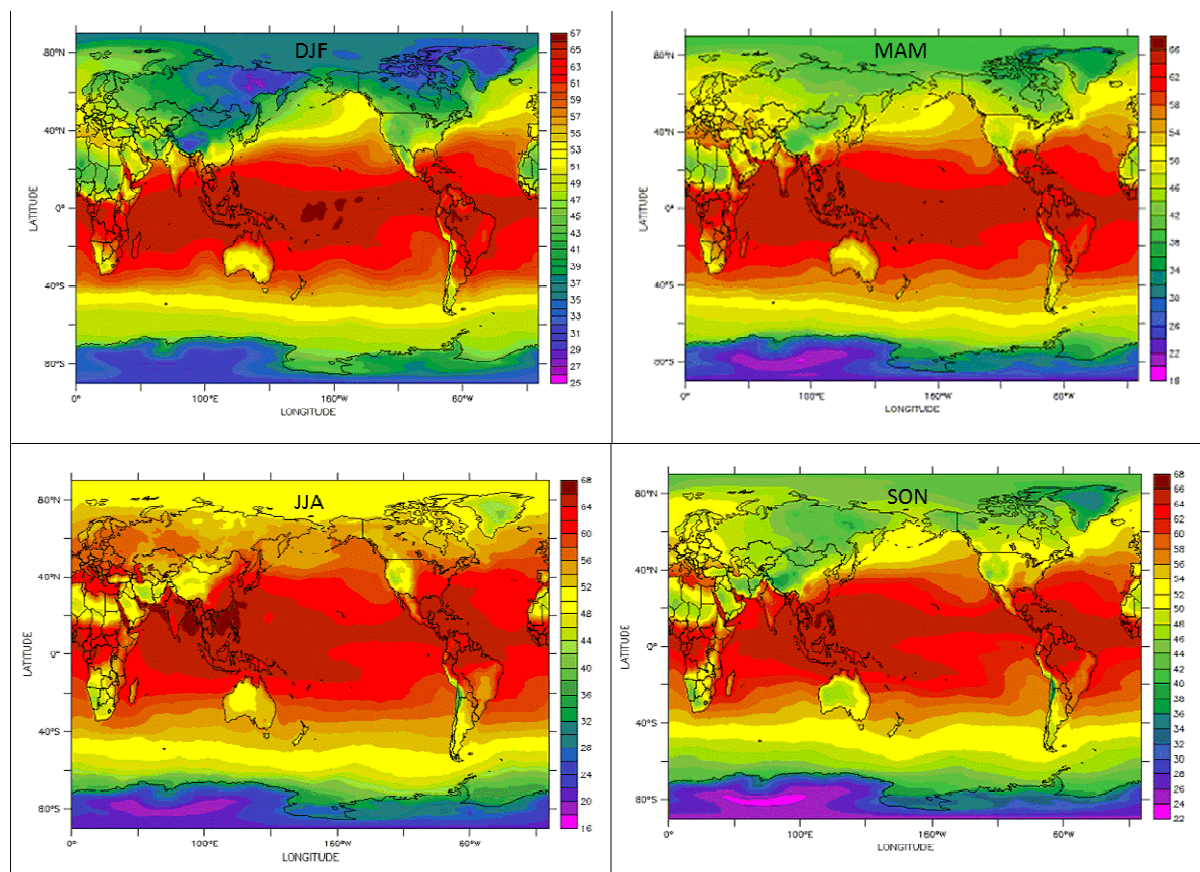 DJF
80°N
40°N
0°
40°S
80°S
LATITUDE
0°
100°E
160°W
60°W
LONGITUDE
67
65
63
61
59
57
55
53
51
49
47
45
43
41
39
37
35
33
31
29
27
25
MAM
80°N
40°N
0°
40°S
80°S
LATITUDE
0°
100°E
160°W
60°W
LONGITUDE
66
62
58
54
50
46
42
38
34
30
26
22
18
JJA
80°N
40°N
0°
40°S
80°S
LATITUDE
0°
100°E
160°W
60°W
LONGITUDE
68
64
60
56
52
48
44
40
36
32
28
24
20
16
SON
80°N
40°N
0°
40°S
80°S
LATITUDE
0°
100°E
160°W
60°W
LONGITUDE
68
66
64
62
60
58
56
54
52
50
48
46
44
42
40
38
36
34
32
30
28
26
24
22